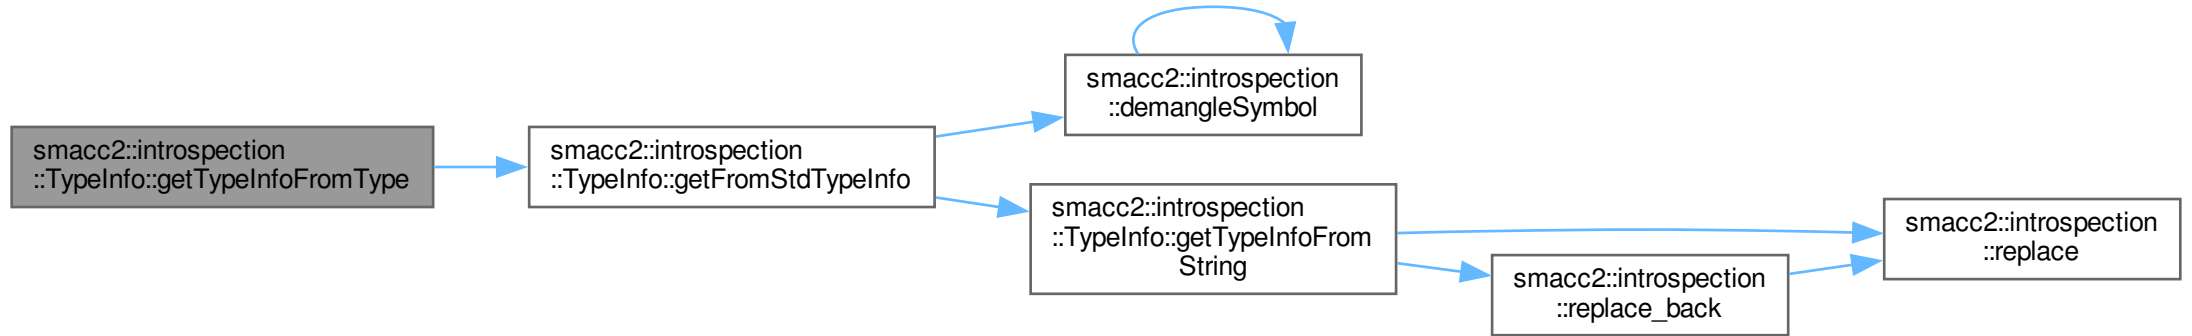 smacc2::introspection
::TypeInfo::getTypeInfoFromType
smacc2::introspection
::TypeInfo::getFromStdTypeInfo
smacc2::introspection
::demangleSymbol
smacc2::introspection
::TypeInfo::getTypeInfoFrom
String
smacc2::introspection
::replace_back
smacc2::introspection
::replace